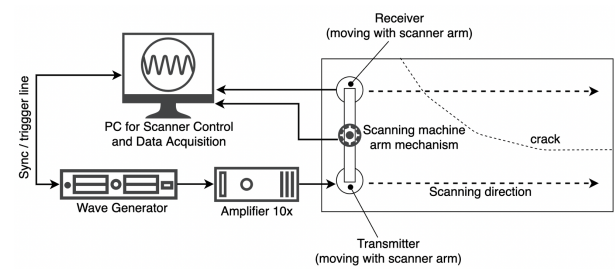 Receiver
(moving with scanner arm)
Sync / triggger line
PC for Scanner Control
and Data Acquisition
Scanning machine
arm mechanism
crack
Wave Generator
Amplifier 10x
Scanning direction
Transmitter
(moving with scanner arm)